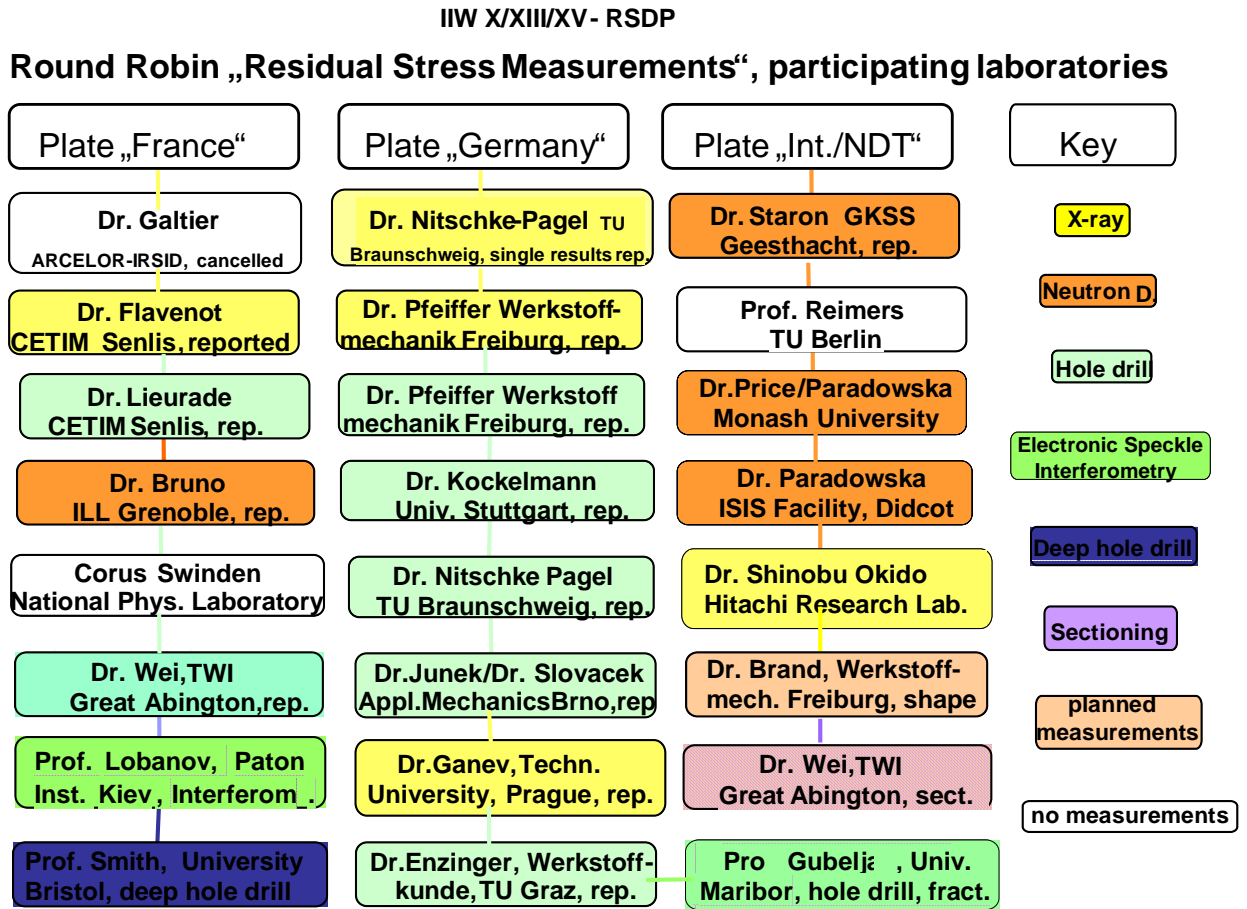 IIW X/XIII/XV- RSDP
Round Robin „Residual Stress Measurements“, participating laboratories
Plate „France“
Dr. Galtier
ARCELOR-IRSID, cancelled
Dr. Flavenot
CETIM Senlis, reported
Dr. Lieurade
CETIM Senlis, rep.
Dr. Bruno
ILL Grenoble, rep.
Corus Swinden
National Phys. Laboratory
Dr. Wei,TWI
Great Abington,rep.
Prof. Lobanov, Paton
Inst. Kiev, Interferom .
Prof. Smith, University
Bristol, deep hole drill
Plate „Germany“
Dr. Nitschke-Pagel TU
Braunschweig, single results rep.
Dr. Pfeiffer Werkstoff-
mechanik Freiburg, rep.
Dr. Pfeiffer Werkstoff
mechanik Freiburg, rep.
Dr. Kockelmann
Univ. Stuttgart, rep.
Dr. Nitschke Pagel
TU Braunschweig, rep.
Dr.Junek/Dr. Slovacek
Appl.MechanicsBrno,rep
Dr.Ganev,Techn.
University, Prague, rep.
Dr.Enzinger, Werkstoff-
kunde,TU Graz, rep.
Plate „Int./NDT“
Dr. Staron GKSS
Geesthacht, rep.
Prof. Reimers
TU Berlin
Dr.Price/Paradowska
Monash University
Dr. Paradowska
ISIS Facility, Didcot
Dr. Shinobu Okido
Hitachi Research Lab.
Dr. Brand, Werkstoff-
mech. Freiburg, shape
Dr. Wei,TWI
Great Abington, sect.
Pro Gubelja , Univ.
Maribor, hole drill, fract.
Key
X-ray
Neutron D.
Hole drill
Electronic Speckle
Interferometry
Deep hole drill
Sectioning
planned
measurements
no measurements